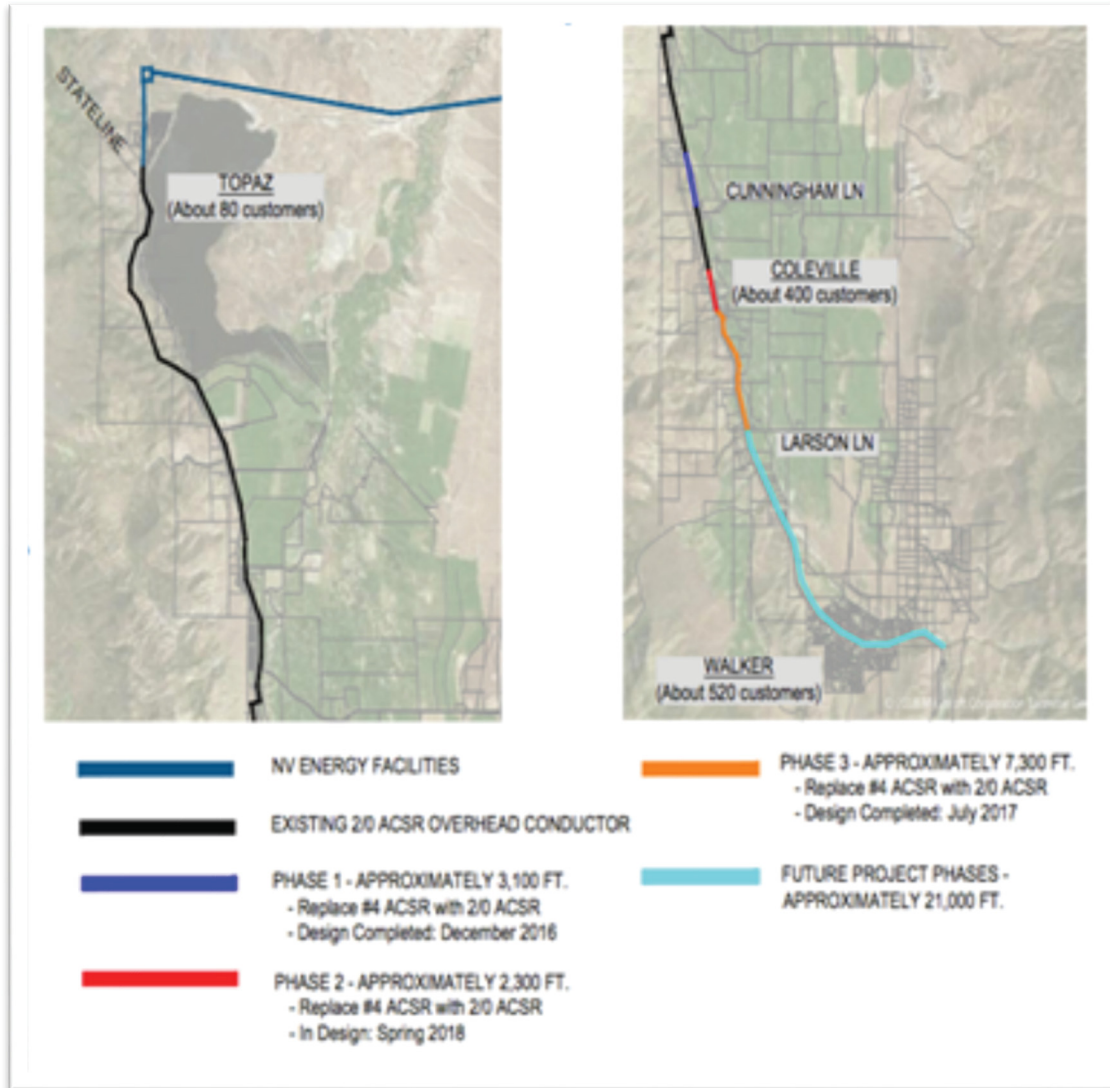 STATELINE
TOPAZ
(About 80 customers)
CUNNINGHAM LN
COLEVILLE
(About 400 customers)
LARSON LN
WALKER
(About 520 customers)
NV ENERGY FACILITIES
EXISTING 2/0 ACSR OVERHEAD CONDUCTOR
PHASE 1 - APPROXIMATELY 3,100 FT.
- Replace #4 ACSR with 2/0 ACSR
- Design Completed: December 2016
PHASE 2 - APPROXIMATELY 2,300 FT.
- Replace #4 ACSR with 2/0 ACSR
- In Design: Spring 2018
PHASE 3 - APPROXIMATELY 7,300 FT.
- Replace #4 ACSR with 2/0 ACSR
- Design Completed: July 2017
FUTURE PROJECT PHASES -
APPROXIMATELY 21,000 FT.